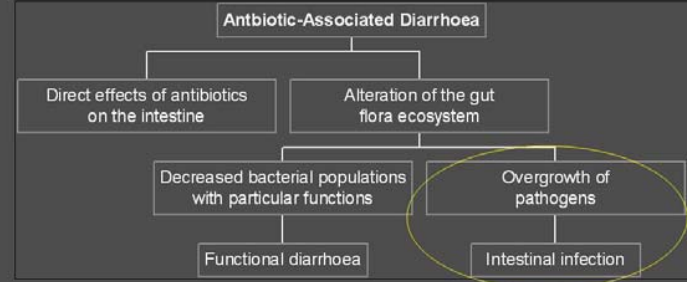 Antbiotic-Associated Diarrhoea
Direct effects of antibiotics
on the intestine
Alteration of the gut
flora ecosystem
Decreased bacterial populations
with particular functions
Overgrowth of
pathogens
Functional diarrhoea
Intestinal infection